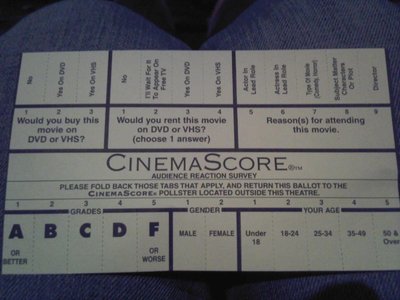 No
Yes On DVD
Yes On VHS
No
I'll Wait For It
To Appear On
Free TV
Yes On DVD
Yes On VHS
Actor In
Lead Role
Actress In
Lead Role
Type Of Movie
(Comedy, Horror)
Subject Matter
Characters
Or Plot
Director
1 2 3
1 2 3 4
5 6 7 8 9
Would you buy this
movie on
DVD or VHS?
Would you rent this movie
on DVD or VHS?
(choose 1 answer)
Reason(s) for attending
this movie.
CINEMASCORE®™
AUDIENCE REACTION SURVEY
PLEASE FOLD BACK THOSE TABS THAT APPLY, AND RETURN THIS BALLOT TO THE
CINEMASCORE® POLLSTER LOCATED OUTSIDE THIS THEATRE.
1 2 3 4 5 1 2 1 2 3 4 5
GRADES
GENDER
YOUR AGE
A B C D F
OR
BETTER
OR
WORSE
MALE FEMALE
Under
18
18-24 25-34 35-49
50 &
Over